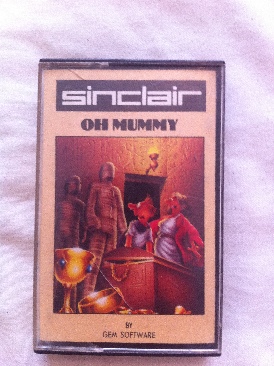 sinclair
OH MUMMY
BY
GEM SOFTWARE